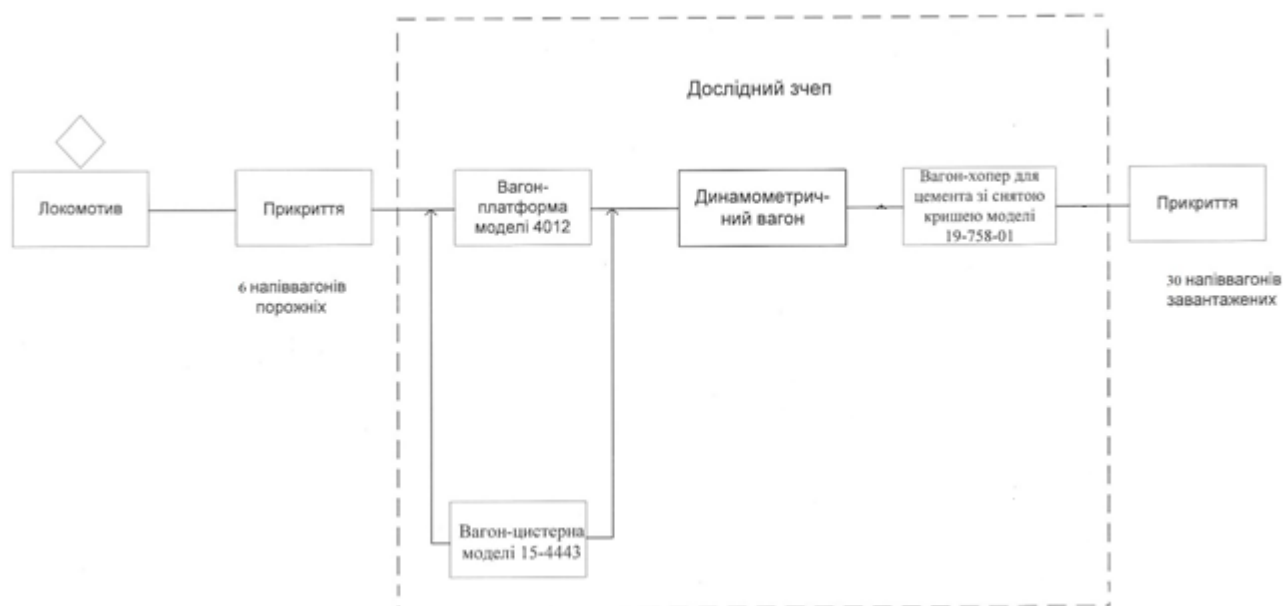 Дослідний зчеп
Локомотив
Прикриття
6 напіввагонів
порожніх
Вагон-
платформа
моделі 4012
Динамометрич-
ний вагон
Вагон-хопер для
цемента зі снятою
кришею моделі
19-758-01
Прикриття
30 напіввагонів
завантажених
Вагон-цистерна
моделі 15-4443